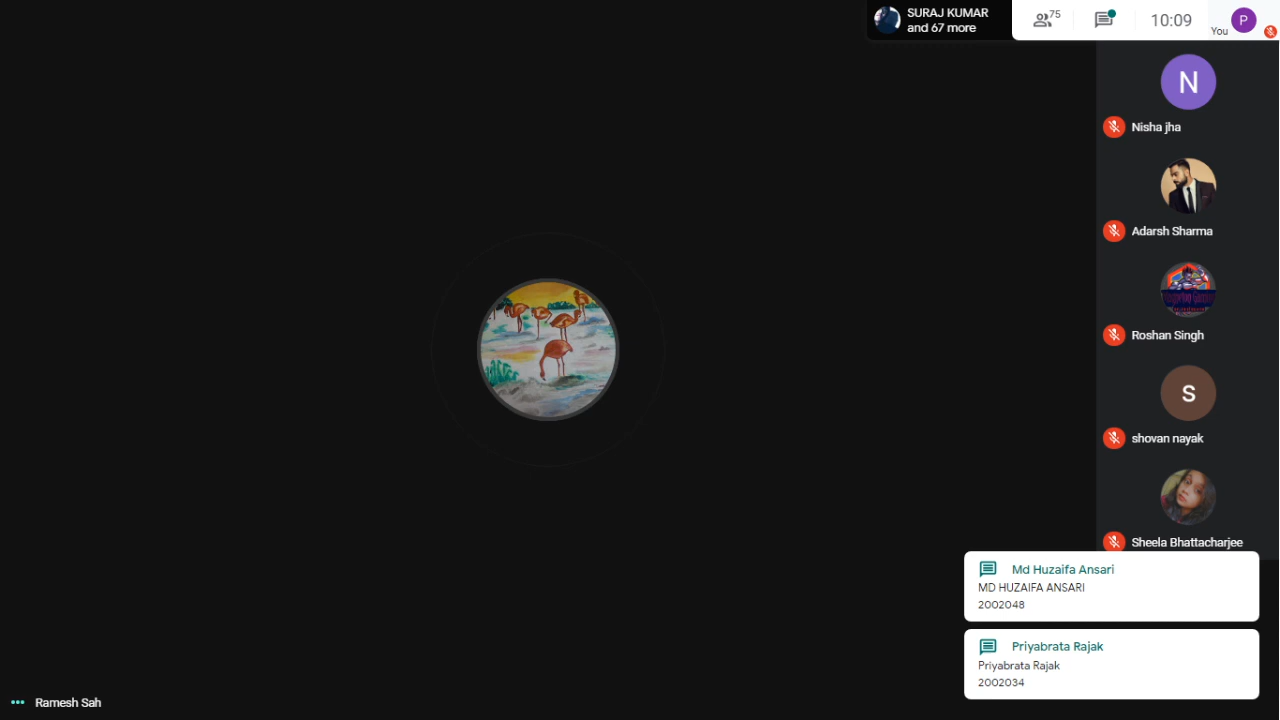 SURAJ KUMAR
and 67 more
75
10:09
You
P
N
Nisha jha
Adarsh Sharma
Roshan Singh
s
shovan nayak
Sheela Bhattacharjee
Md Huzaifa Ansari
MD HUZAIFA ANSARI
2002048
Priyabrata Rajak
Priyabrata Rajak
2002034
Ramesh Sah